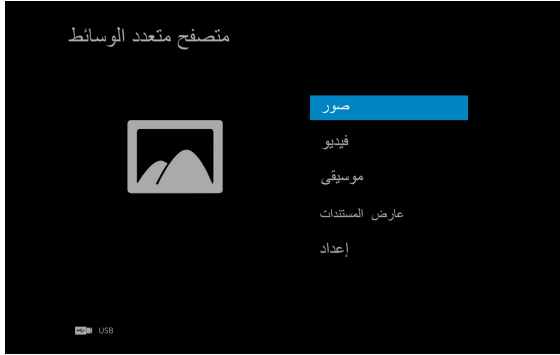 متصفح متعدد الوسائط
صور
فيديو
موسيقى
عارض المستندات
إعداد
USB